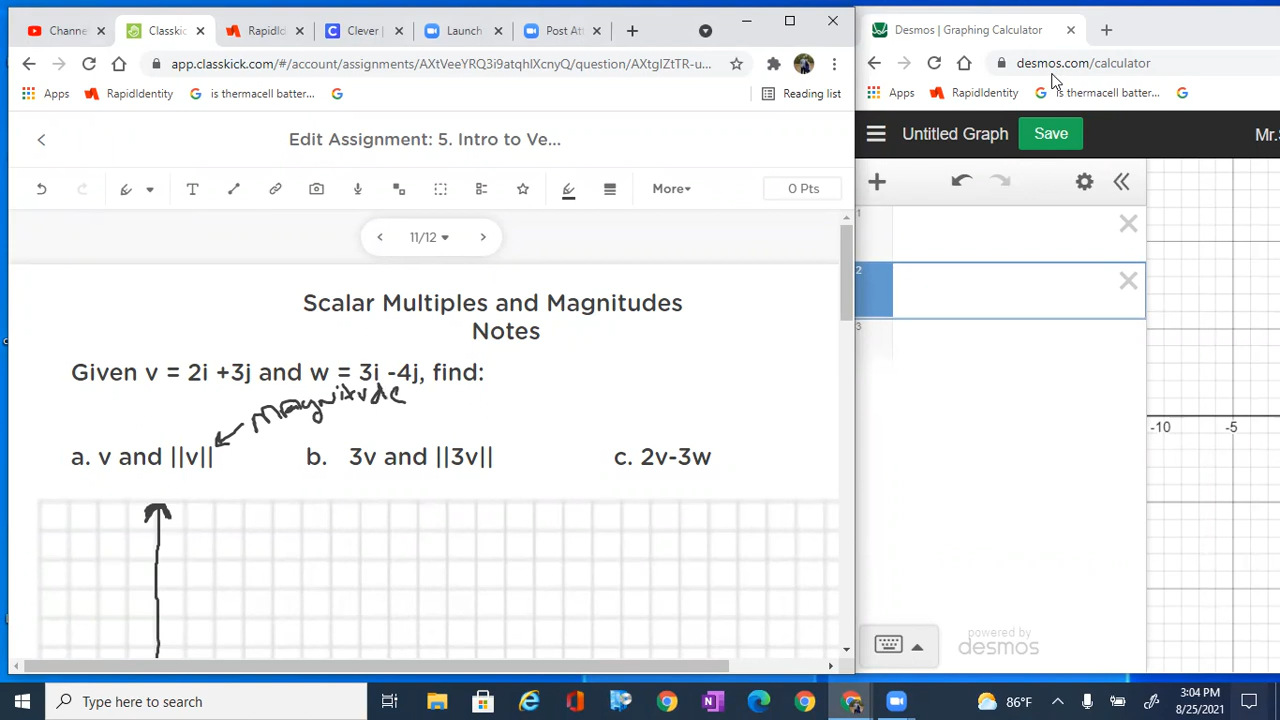 Channe
Classkick
RapidId
Clever |
Launch
Post Att
app.classkick.com/#/account/assignments/AXtVeeYRQ3i9atqhlXcnyQ/question/AXtglZtTR-u...
Apps
RapidIdentity
is thermacell batter...
Reading list
Edit Assignment: 5. Intro to Ve...
T
More
0 Pts
11/12
Scalar Multiples and Magnitudes
Notes
Given v = 2i +3j and w = 3i -4j, find:
Magnitude
a. v and ||v||
b. 3v and ||3v||
c. 2v-3w
Desmos | Graphing Calculator
desmos.com/calculator
Apps
RapidIdentity
is thermacell batter...
Untitled Graph
Save
Mr.
1
2
3
-10
-5
powered by
desmos
Type here to search
86°F
3:04 PM
8/25/2021